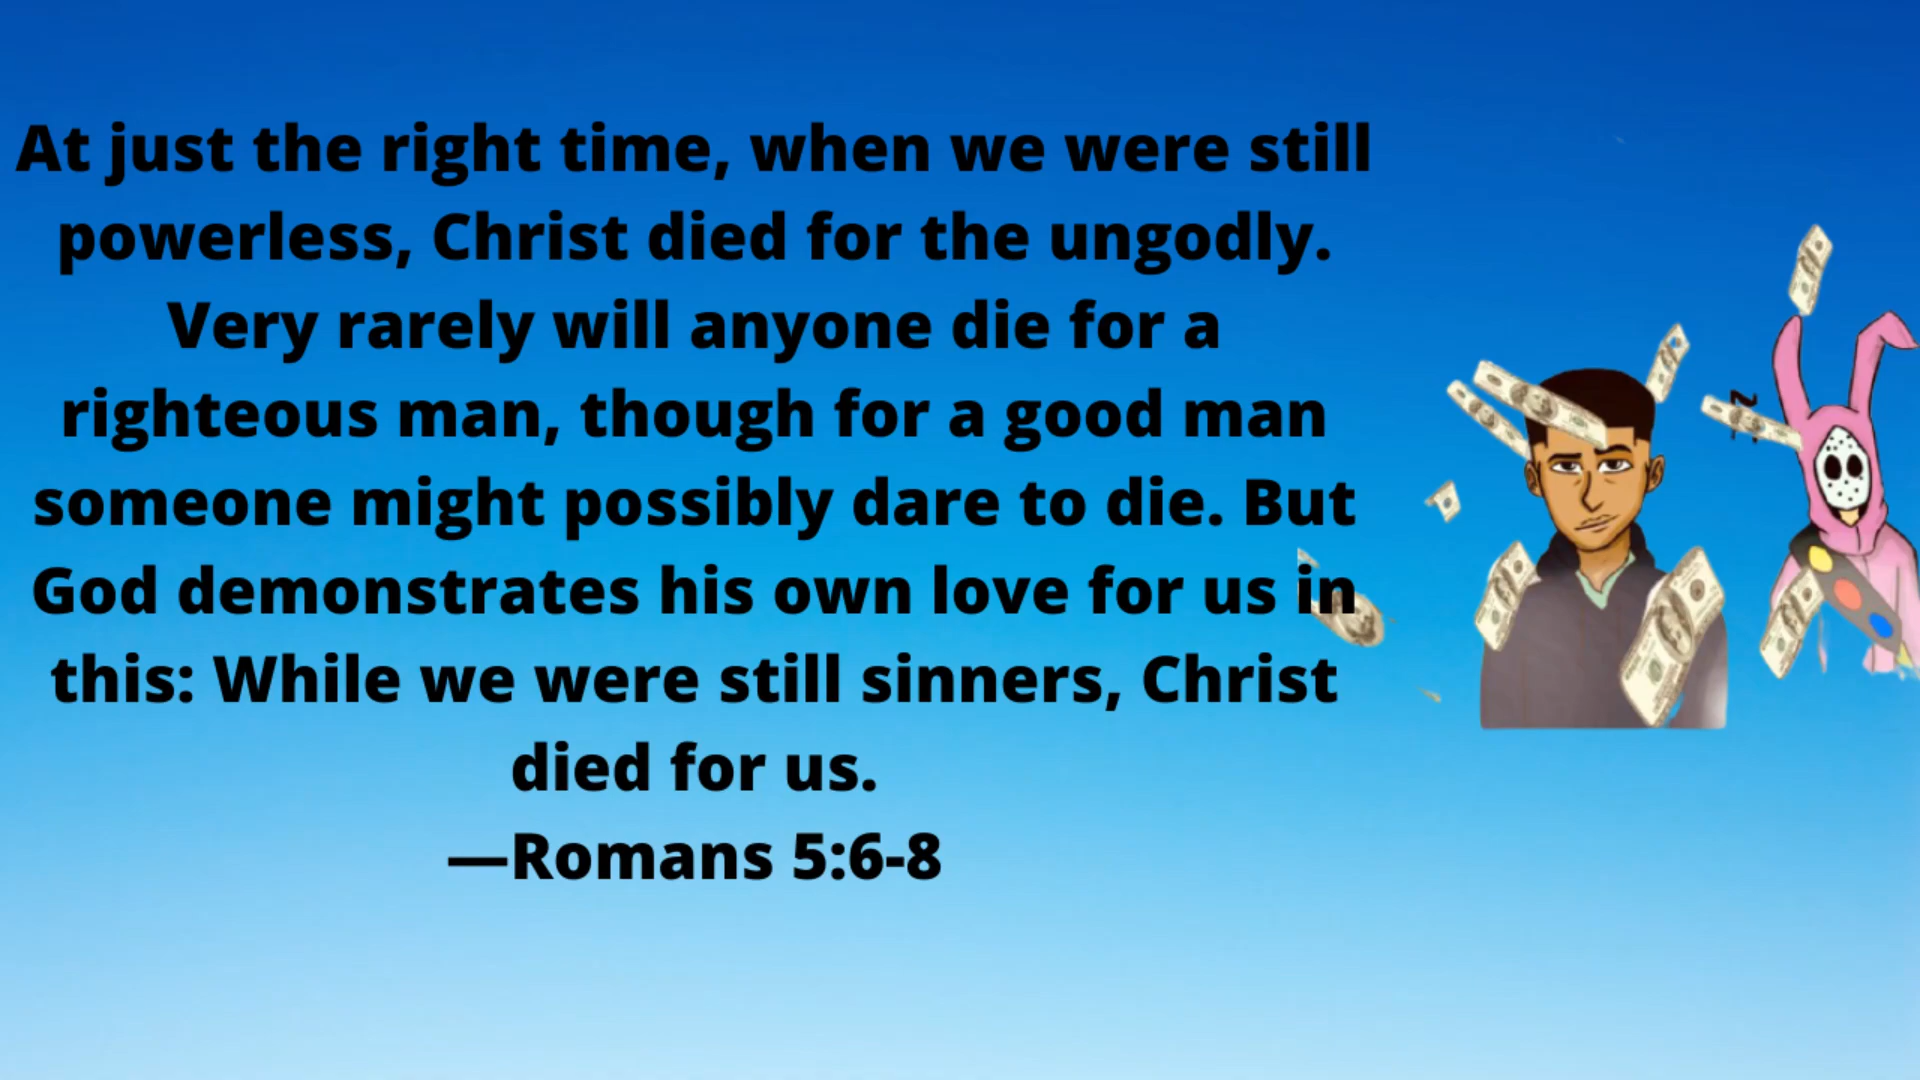 At just the right time, when we were still
powerless, Christ died for the ungodly.
Very rarely will anyone die for a
righteous man, though for a good man
someone might possibly dare to die. But
God demonstrates his own love for us in
this: While we were still sinners, Christ
died for us.
—Romans 5:6-8